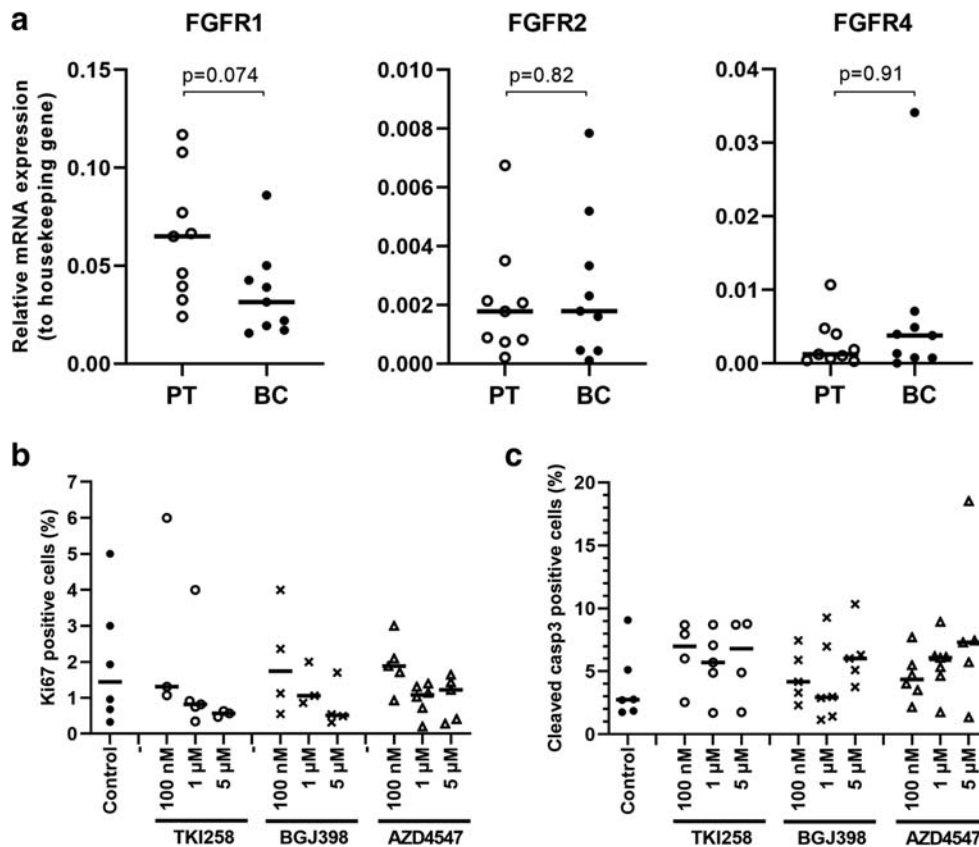 a
FGFR1 FGFR2 FGFR4
Relative mRNA expression
(to housekeeping gene)
0.15
0.10
0.05
0.00
p=0.074
PT BC
0.010
0.008
0.006
0.004
0.002
0.000
p=0.82
PT BC
0.04
0.03
0.02
0.01
0.00
p=0.91
PT BC
b
Ki67 positive cells (%)
7
6
5
4
3
2
1
0
Control 100 nM 1 µM 5 µM 100 nM 1 µM 5 µM 100 nM 1 µM 5 µM
TKI258 BGJ398 AZD4547
c
Cleaved casp3 positive cells (%)
20
15
10
5
0
Control 100 nM 1 µM 5 µM 100 nM 1 µM 5 µM 100 nM 1 µM 5 µM
TKI258 BGJ398 AZD4547